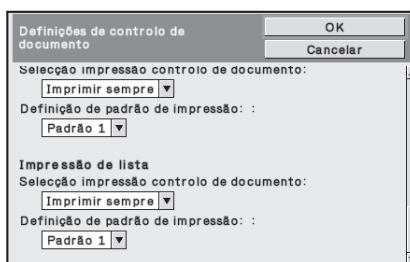 Definições de controlo de
documento
OK
Cancelar
Selecção impressão controlo de documento:
Imprimir sempre
Definição de padrão de impressão: :
Padrão 1
Impressão de lista
Selecção impressão controlo de documento:
Imprimir sempre
Definição de padrão de impressão: :
Padrão 1